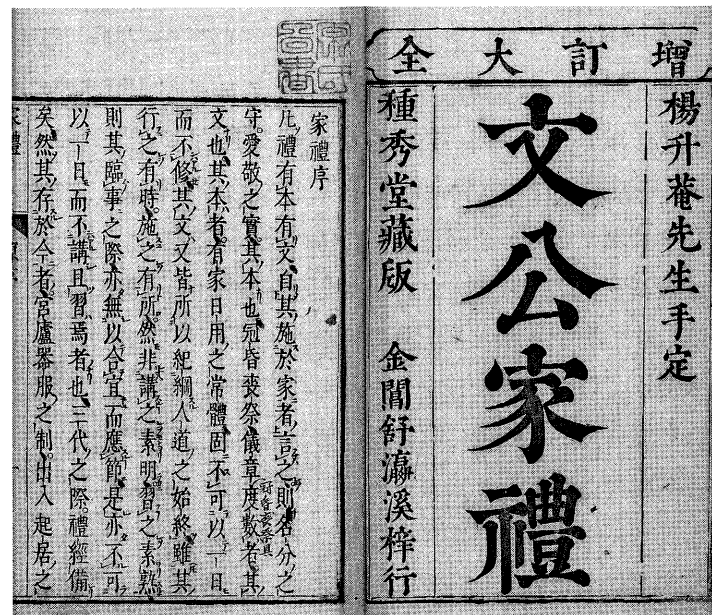 增訂大全
楊升菴先生手定
文公家禮
種秀堂藏版 金閶舒瀛溪梓行
家禮序
凡禮有本有文自其施於家者言之則名分之
守愛敬之實其本也冠昏喪祭儀章度數者其
文也其本者有家日用之常體固不可以一日
而不修其文又皆所以紀綱人道之始終雖其
行之有時施之有所然非講之素明習之素熟
則其臨事之際亦無以合宜而應節是亦不可
以一日而不講且習焉者也三代之際禮經備
矣然其存於今者宮廬器服之制出入起居之